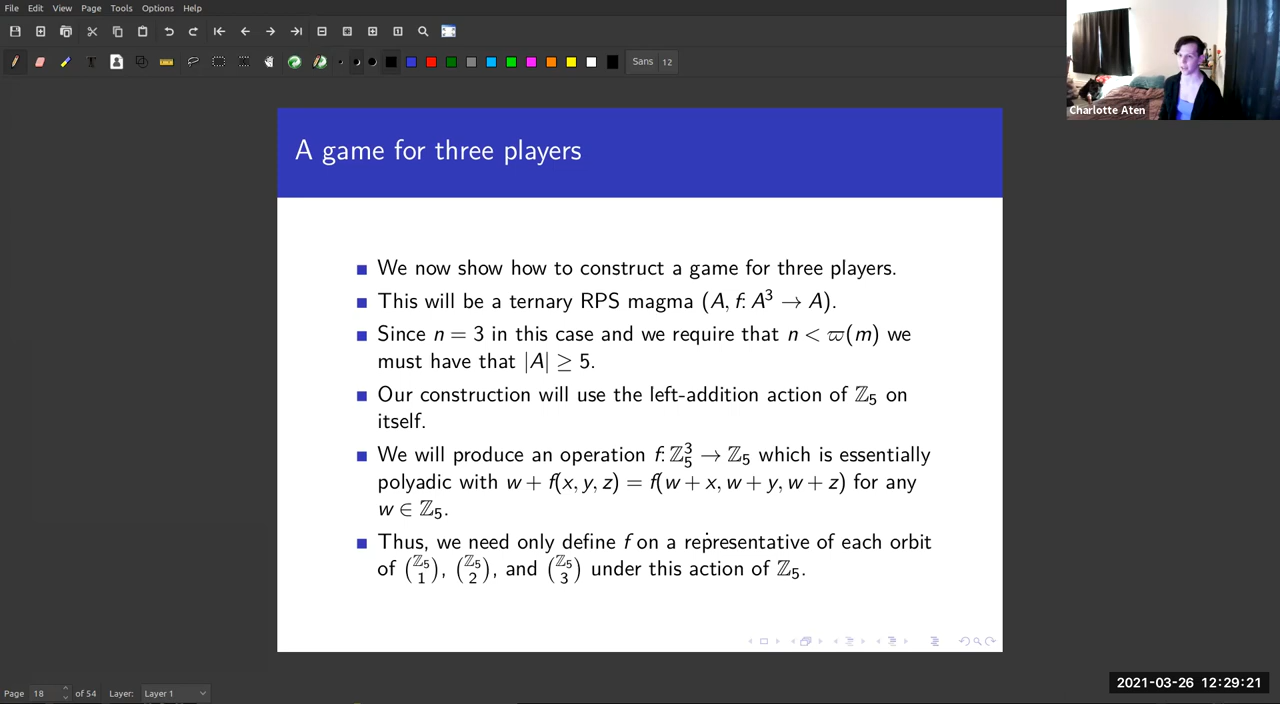 File Edit View Page Tools Options Help
Sans 12
Charlotte Aten
A game for three players
We now show how to construct a game for three players.
This will be a ternary RPS magma (A, f: A³ → A).
Since n = 3 in this case and we require that n < ϖ(m) we
must have that |A| ≥ 5.
Our construction will use the left-addition action of ℤ₅ on
itself.
We will produce an operation f: ℤ₅³ → ℤ₅ which is essentially
polyadic with w + f(x, y, z) = f(w + x, w + y, w + z) for any
w ∈ ℤ₅.
Thus, we need only define f on a representative of each orbit
of (ℤ₅ 1), (ℤ₅ 2), and (ℤ₅ 3) under this action of ℤ₅.
Page 18 of 54 Layer: Layer 1
2021-03-26 12:29:21